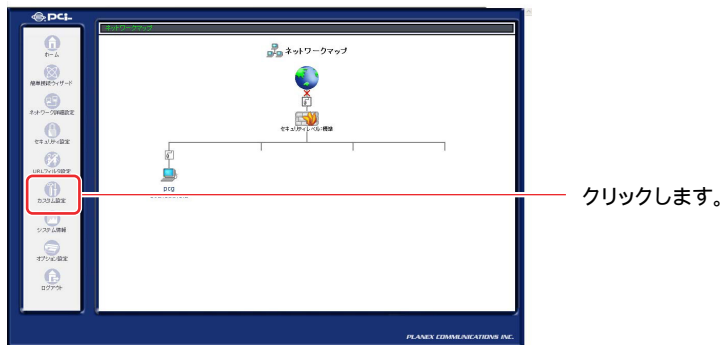 PCi
ネットワークマップ
ネットワークマップ
ホーム
簡単接続ウィザード
ネットワーク詳細設定
セキュリティ設定
URLフィルタ設定
カスタム設定
システム情報
オプション設定
ログアウト
セキュリティレベル:標準
pcg
クリックします。
PLANEX COMMUNICATIONS INC.